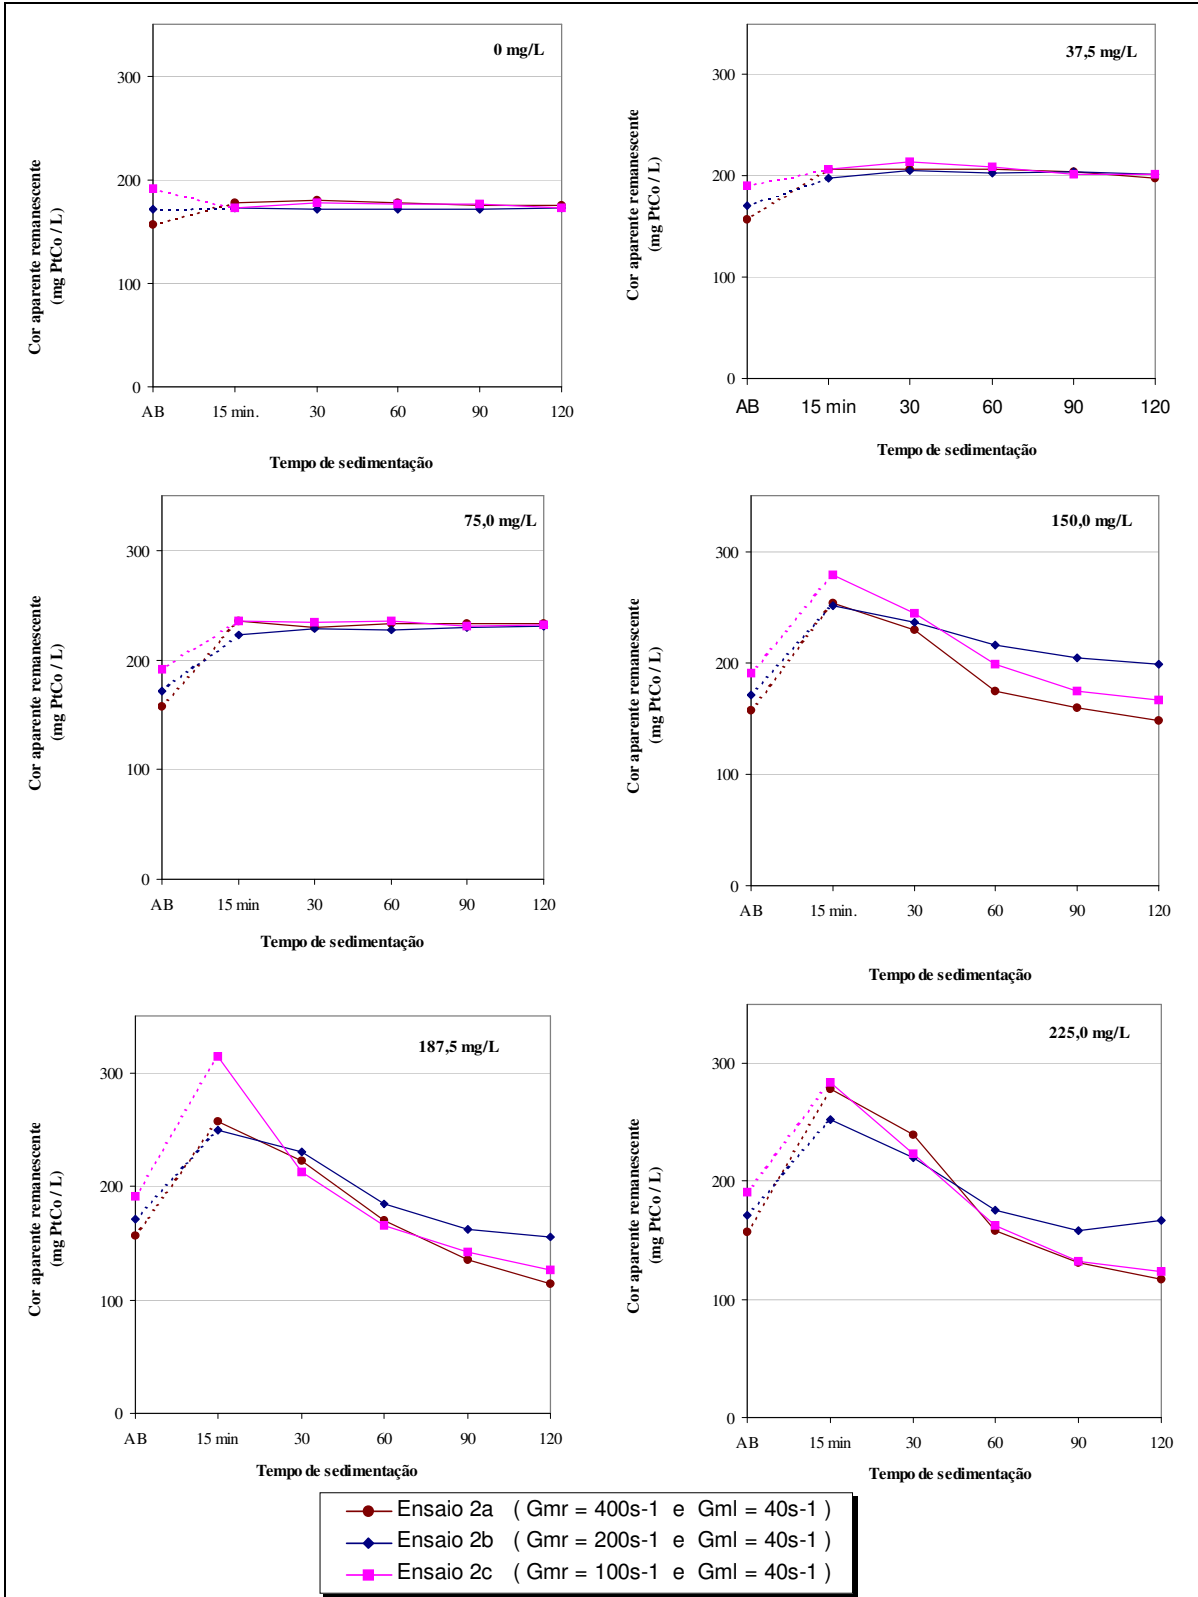 0 mg/L
300
200
100
0
Cor aparente remanescente
(mg PtCo / L)
AB 15 min. 30 60 90 120
Tempo de sedimentação
37,5 mg/L
300
200
100
0
Cor aparente remanescente
(mg PtCo / L)
AB 15 min 30 60 90 120
Tempo de sedimentação
75,0 mg/L
300
200
100
0
Cor aparente remanescente
(mg PtCo / L)
AB 15 min 30 60 90 120
Tempo de sedimentação
150,0 mg/L
300
200
100
0
Cor aparente remanescente
(mg PtCo / L)
AB 15 min. 30 60 90 120
Tempo de sedimentação
187,5 mg/L
300
200
100
0
Cor aparente remanescente
(mg PtCo / L)
AB 15 min 30 60 90 120
Tempo de sedimentação
225,0 mg/L
300
200
100
0
Cor aparente remanescente
(mg PtCo / L)
AB 15 min 30 60 90 120
Tempo de sedimentação
Ensaio 2a ( Gmr = 400s-1 e Gml = 40s-1 )
Ensaio 2b ( Gmr = 200s-1 e Gml = 40s-1 )
Ensaio 2c ( Gmr = 100s-1 e Gml = 40s-1 )